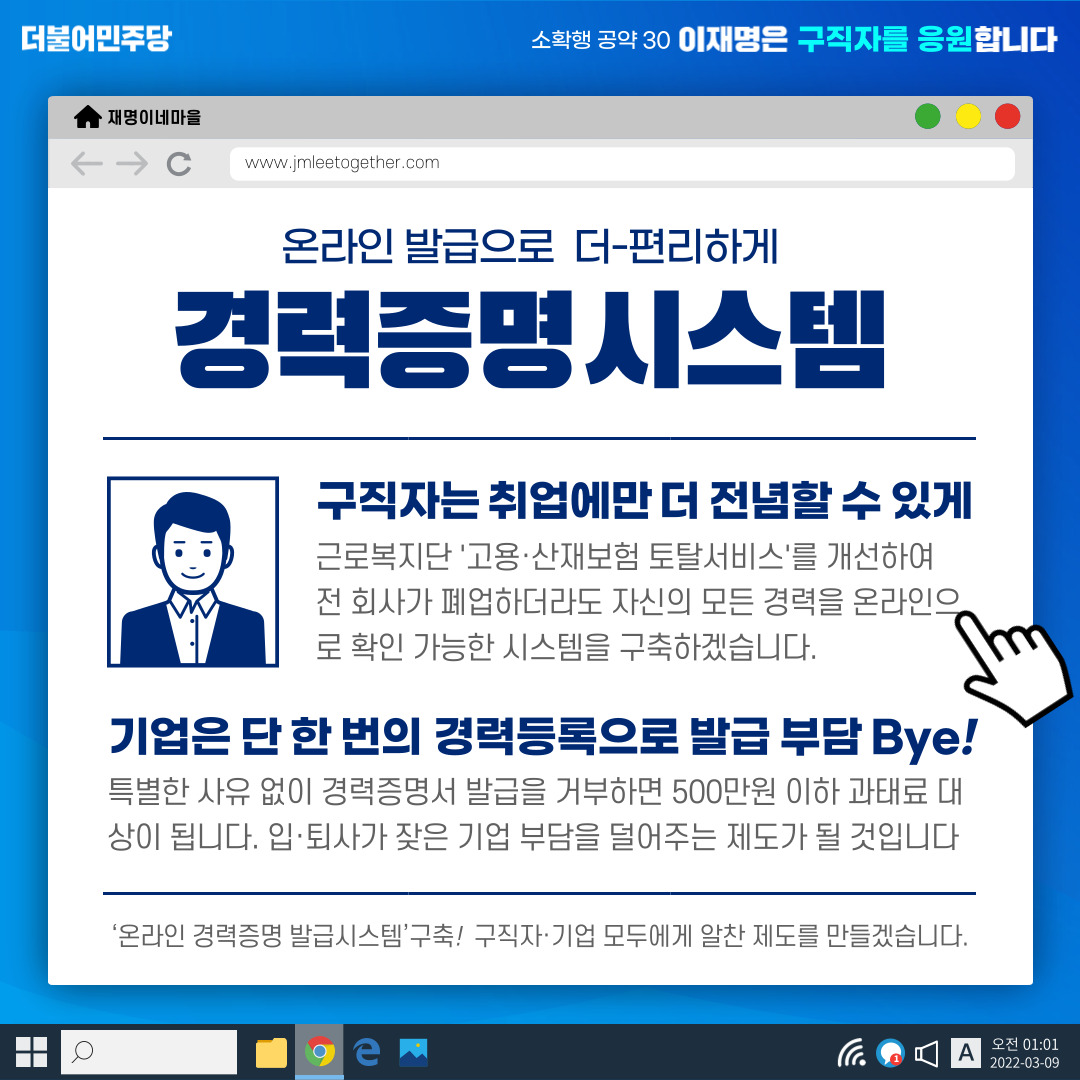 더불어민주당
소확행 공약 30 이재명은 구직자를 응원합니다
재명이네마을
www.jmleetogether.com
온라인 발급으로 더-편리하게
경력증명시스템
구직자는 취업에만 더 전념할 수 있게
근로복지단 '고용·산재보험 토탈서비스'를 개선하여
전 회사가 폐업하더라도 자신의 모든 경력을 온라인으
로 확인 가능한 시스템을 구축하겠습니다.
기업은 단 한 번의 경력등록으로 발급 부담 Bye!
특별한 사유 없이 경력증명서 발급을 거부하면 500만원 이하 과태료 대
상이 됩니다. 입·퇴사가 잦은 기업 부담을 덜어주는 제도가 될 것입니다
‘온라인 경력증명 발급시스템’구축! 구직자·기업 모두에게 알찬 제도를 만들겠습니다.
1
A
오전 01:01
2022-03-09